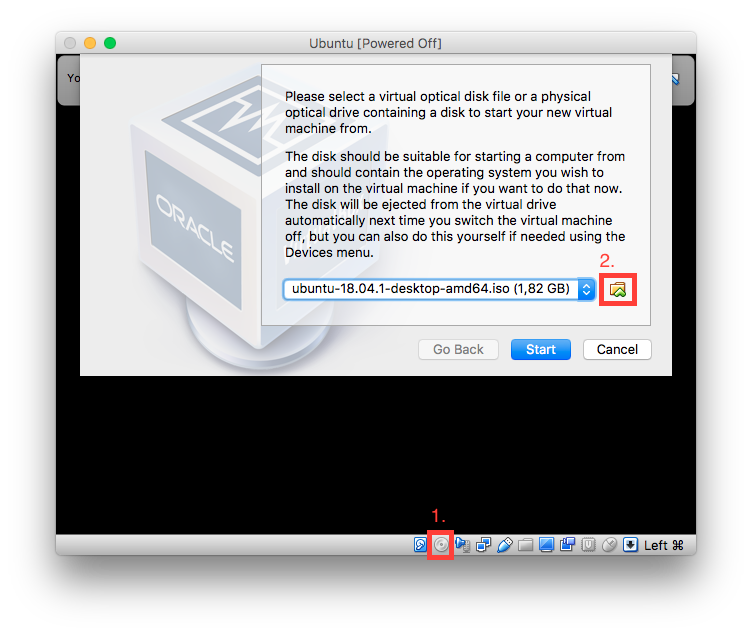 Ubuntu [Powered Off]
Yo
Please select a virtual optical disk file or a physical
optical drive containing a disk to start your new virtual
machine from.
The disk should be suitable for starting a computer from
and should contain the operating system you wish to
install on the virtual machine if you want to do that now.
The disk will be ejected from the virtual drive
automatically next time you switch the virtual machine
off, but you can also do this yourself if needed using the
Devices menu.
ORACLE
2.
ubuntu-18.04.1-desktop-amd64.iso (1,82 GB)
Go Back
Start
Cancel
1.
Left ⌘